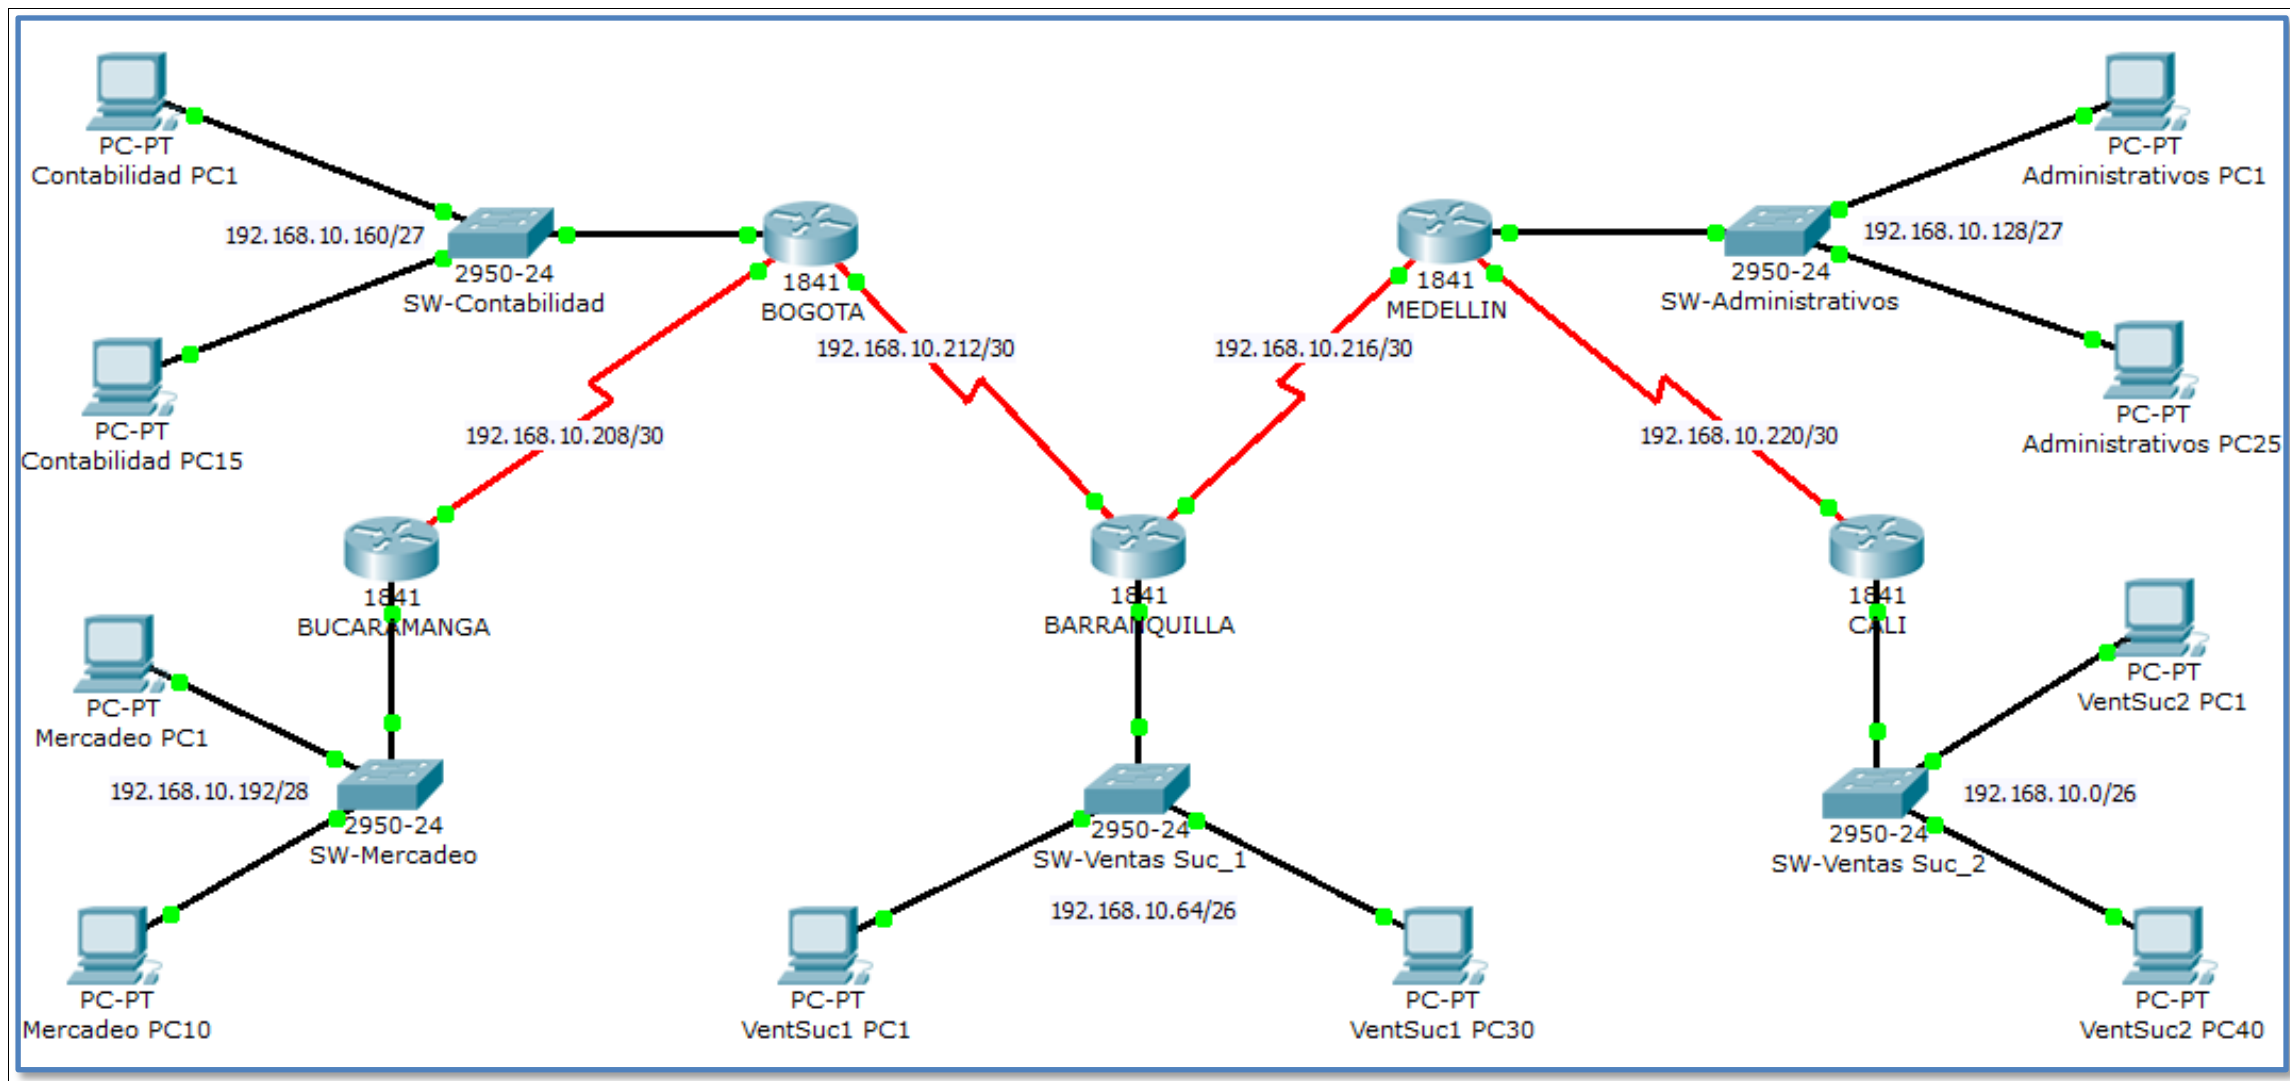 PC-PT
Contabilidad PC1
192.168.10.160/27
2950-24
SW-Contabilidad
PC-PT
Contabilidad PC15
1841
BOGOTA
192.168.10.212/30
192.168.10.208/30
1841
MEDELLIN
192.168.10.216/30
192.168.10.220/30
PC-PT
Administrativos PC1
192.168.10.128/27
2950-24
SW-Administrativos
PC-PT
Administrativos PC25
1841
BUCARAMANGA
PC-PT
Mercadeo PC1
192.168.10.192/28
2950-24
SW-Mercadeo
PC-PT
Mercadeo PC10
1841
BARRANQUILLA
2950-24
SW-Ventas Suc_1
192.168.10.64/26
PC-PT
VentSuc1 PC1
PC-PT
VentSuc1 PC30
1841
CALI
PC-PT
VentSuc2 PC1
192.168.10.0/26
2950-24
SW-Ventas Suc_2
PC-PT
VentSuc2 PC40